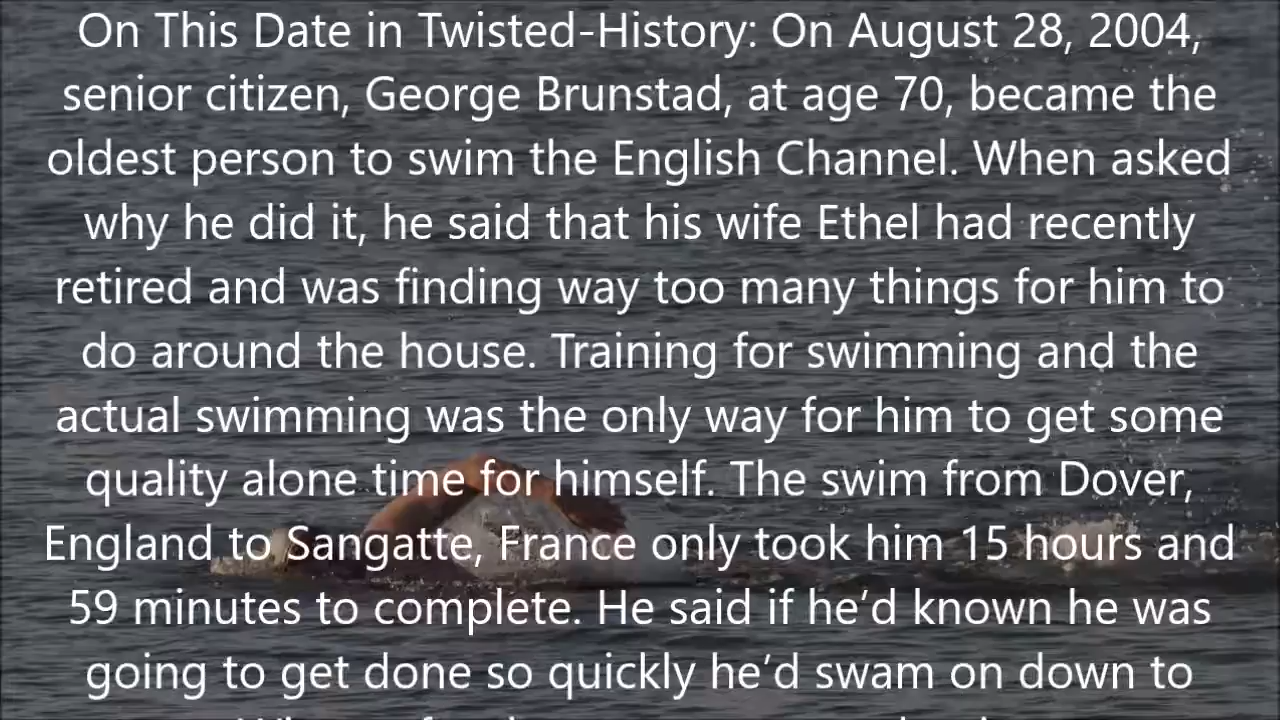 On This Date in Twisted-History: On August 28, 2004,
senior citizen, George Brunstad, at age 70, became the
oldest person to swim the English Channel. When asked
why he did it, he said that his wife Ethel had recently
retired and was finding way too many things for him to
do around the house. Training for swimming and the
actual swimming was the only way for him to get some
quality alone time for himself. The swim from Dover,
England to Sangatte, France only took him 15 hours and
59 minutes to complete. He said if he’d known he was
going to get done so quickly he’d swam on down to